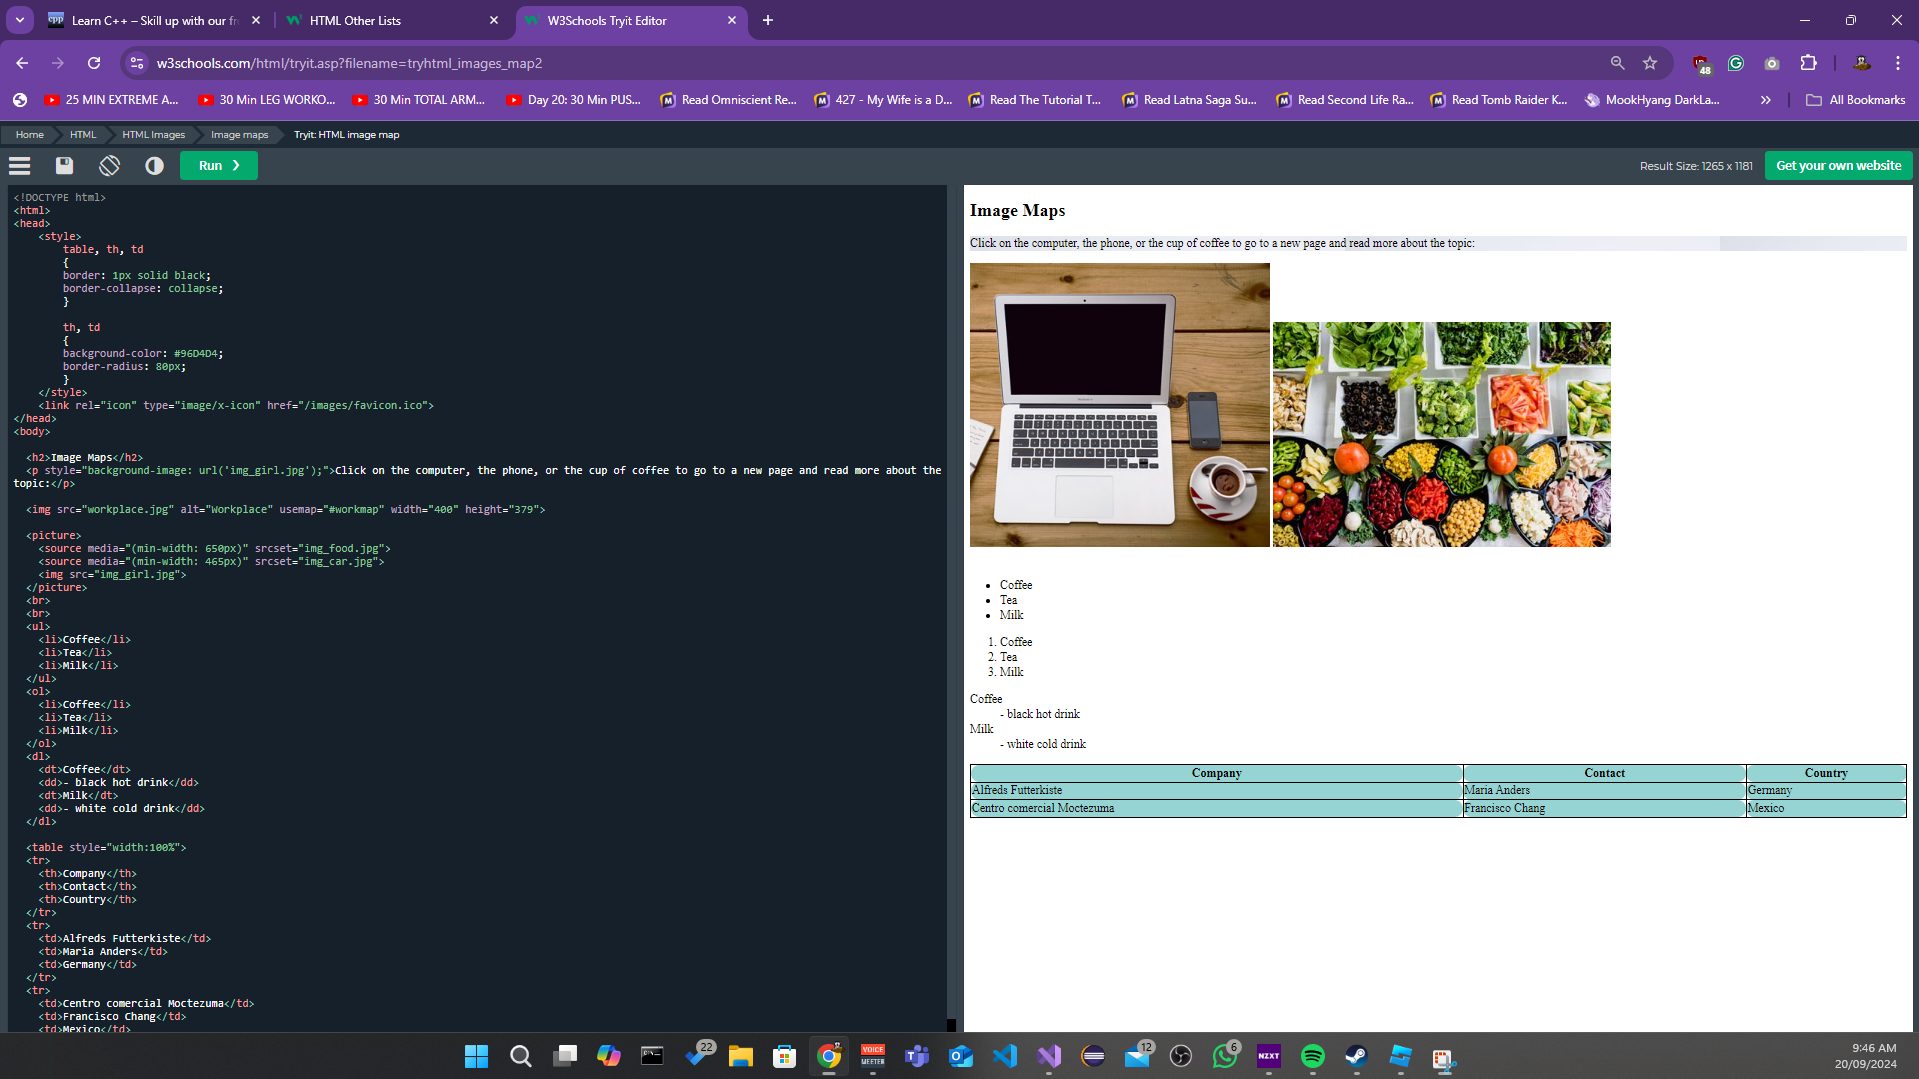 Learn C++ – Skill up with our fr
HTML Other Lists
W3Schools Tryit Editor
w3schools.com/html/tryit.asp?filename=tryhtml_images_map2
48
25 MIN EXTREME A...
30 Min LEG WORKO...
30 Min TOTAL ARM...
Day 20: 30 Min PUS...
Read Omniscient Re...
427 - My Wife is a D...
Read The Tutorial T...
Read Latna Saga Su...
Read Second Life Ra...
Read Tomb Raider K...
MookHyang DarkLa...
All Bookmarks
Home
HTML
HTML Images
Image maps
Tryit: HTML image map
Run ❯
Result Size: 1265 x 1181
Get your own website
<!DOCTYPE html>
<html>
<head>
<style>
table, th, td
{
border: 1px solid black;
border-collapse: collapse;
}
th, td
{
background-color: #96D4D4;
border-radius: 80px;
}
</style>
<link rel="icon" type="image/x-icon" href="/images/favicon.ico">
</head>
<body>
<h2>Image Maps</h2>
<p style="background-image: url('img_girl.jpg');">Click on the computer, the phone, or the cup of coffee to go to a new page and read more about the
topic:</p>
<img src="workplace.jpg" alt="Workplace" usemap="#workmap" width="400" height="379">
<picture>
<source media="(min-width: 650px)" srcset="img_food.jpg">
<source media="(min-width: 465px)" srcset="img_car.jpg">
<img src="img_girl.jpg">
</picture>
<br>
<br>
<ul>
<li>Coffee</li>
<li>Tea</li>
<li>Milk</li>
</ul>
<ol>
<li>Coffee</li>
<li>Tea</li>
<li>Milk</li>
</ol>
<dl>
<dt>Coffee</dt>
<dd>- black hot drink</dd>
<dt>Milk</dt>
<dd>- white cold drink</dd>
</dl>
<table style="width:100%">
<tr>
<th>Company</th>
<th>Contact</th>
<th>Country</th>
</tr>
<tr>
<td>Alfreds Futterkiste</td>
<td>Maria Anders</td>
<td>Germany</td>
</tr>
<tr>
<td>Centro comercial Moctezuma</td>
<td>Francisco Chang</td>
<td>Mexico</td>
Image Maps
Click on the computer, the phone, or the cup of coffee to go to a new page and read more about the topic:
• Coffee
• Tea
• Milk
1. Coffee
2. Tea
3. Milk
Coffee
- black hot drink
Milk
- white cold drink
Company Contact Country
Alfreds Futterkiste Maria Anders Germany
Centro comercial Moctezuma Francisco Chang Mexico
22
VOICE
MEETER
12
6
NZXT
9:46 AM
20/09/2024